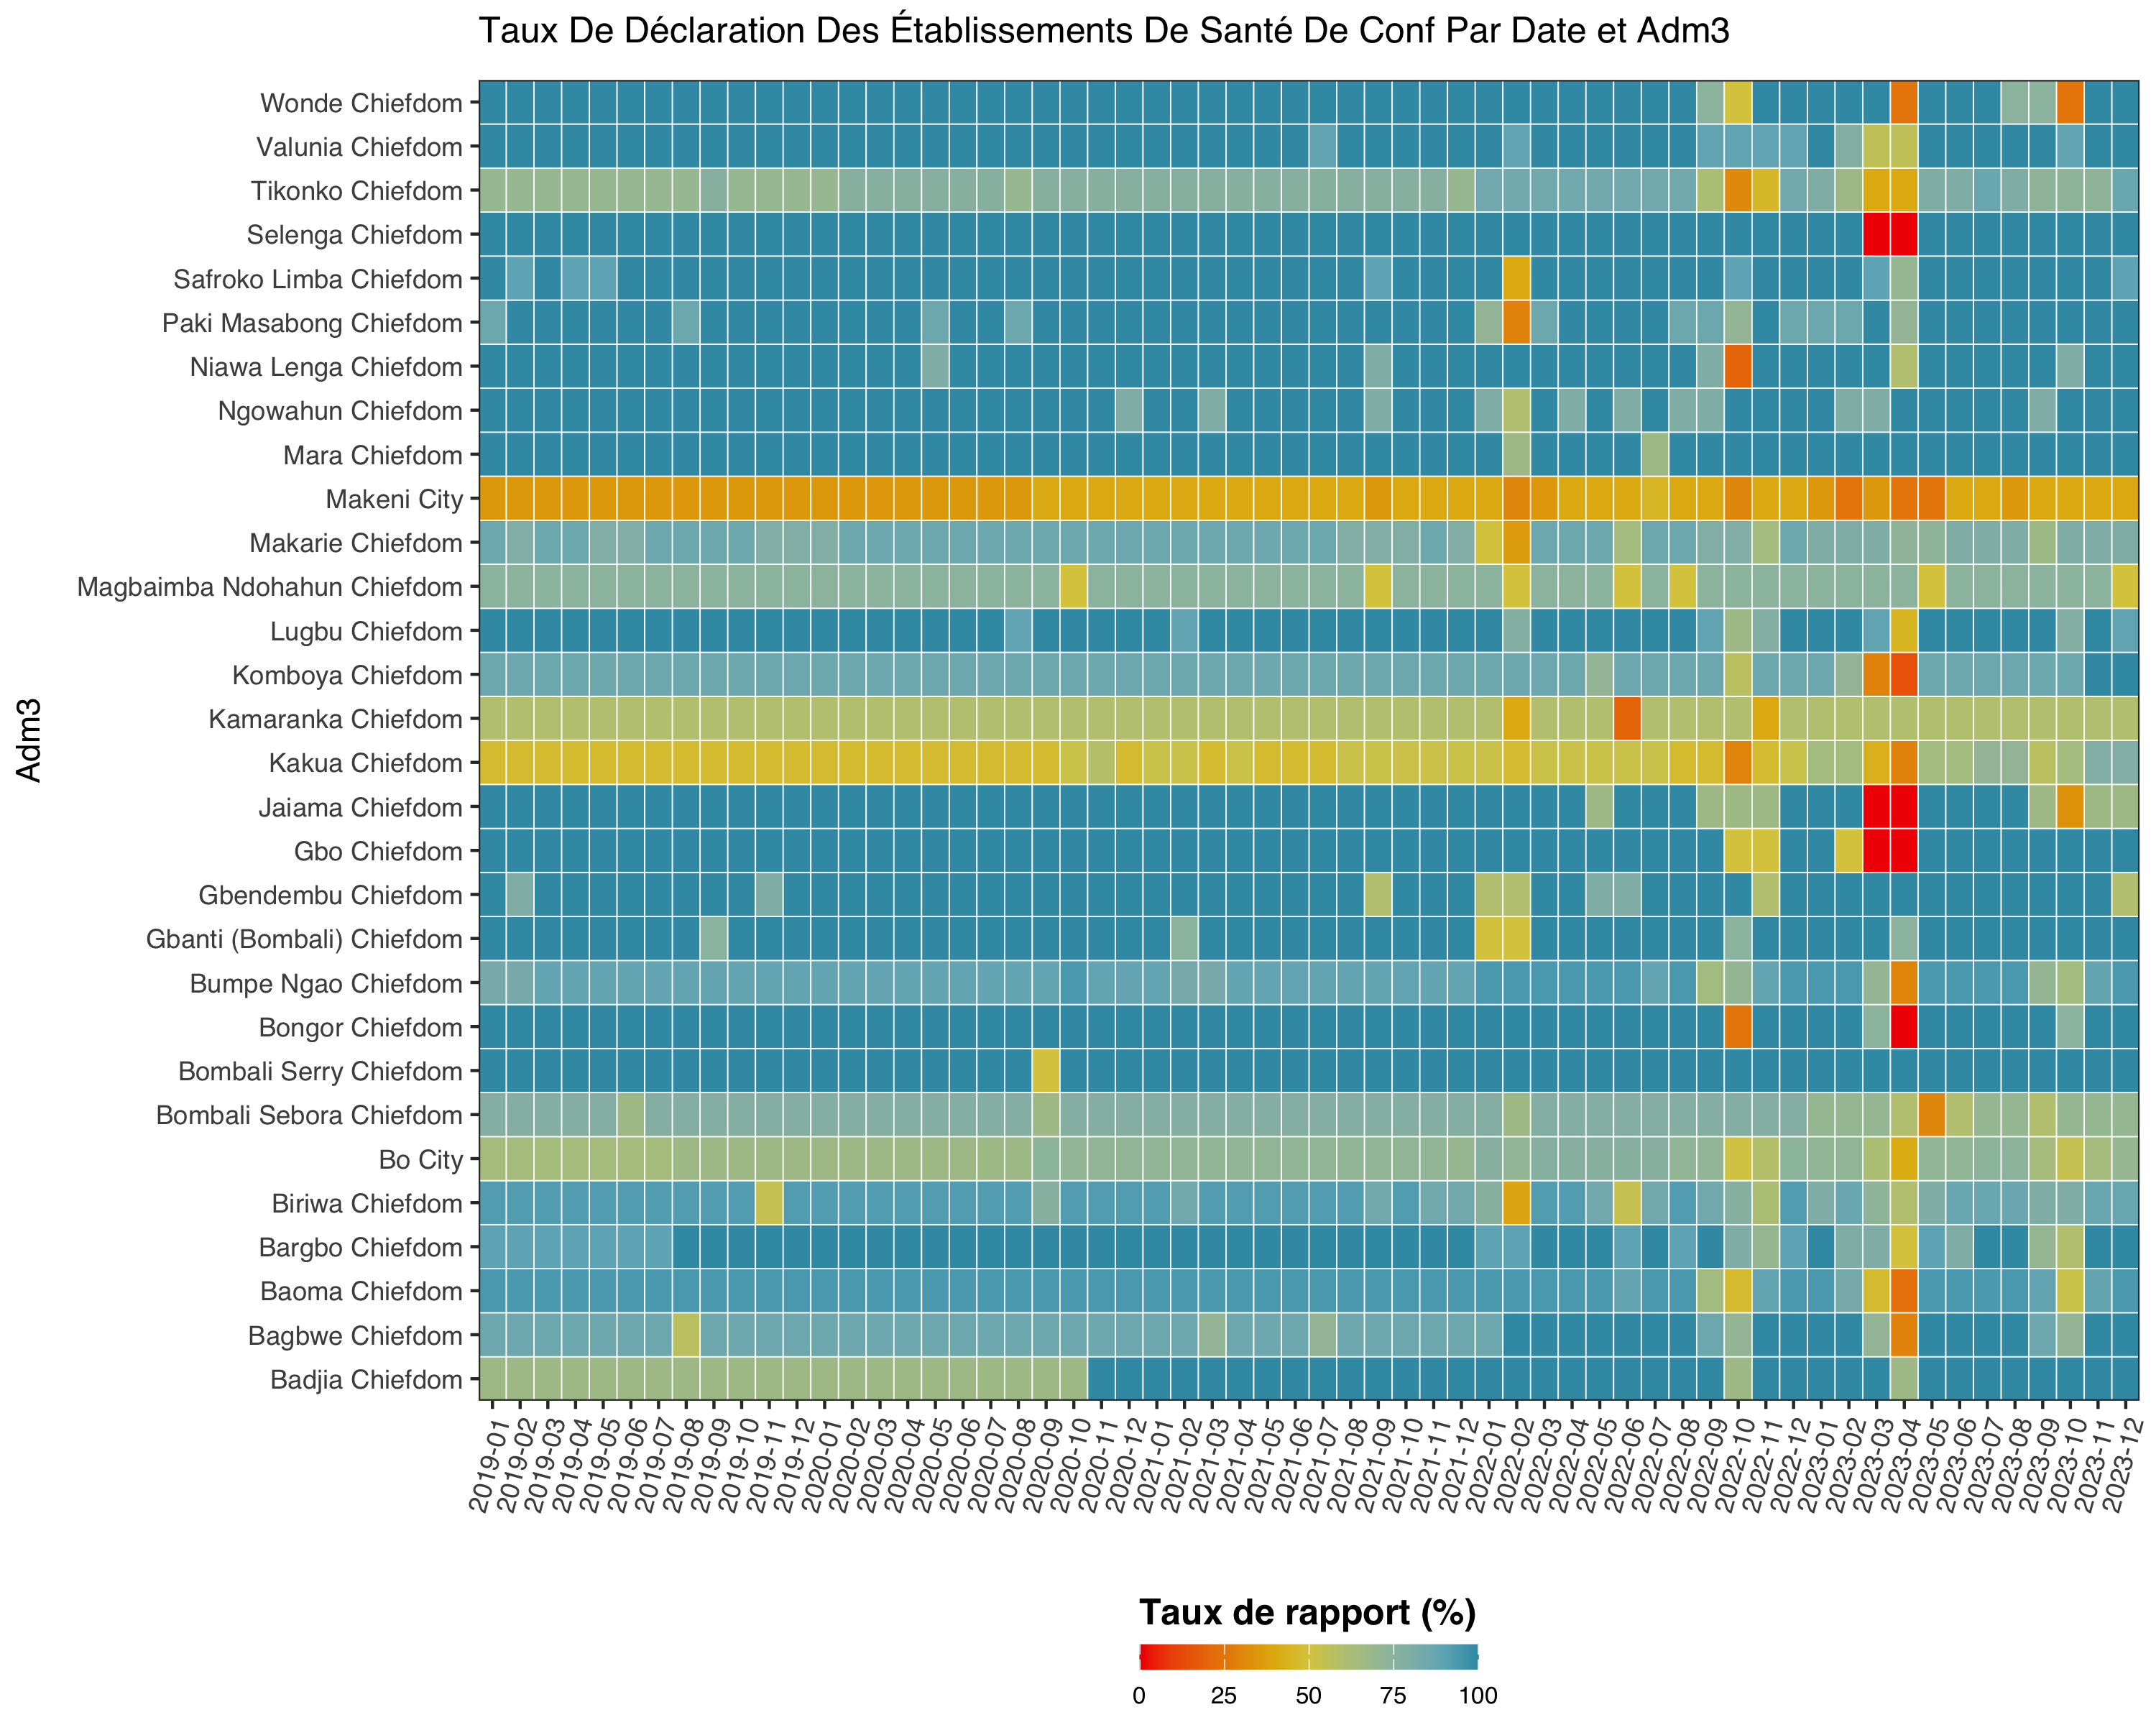 Taux De Déclaration Des Établissements De Santé De Conf Par Date et Adm3
Wonde Chiefdom
Valunia Chiefdom
Tikonko Chiefdom
Selenga Chiefdom
Safroko Limba Chiefdom
Paki Masabong Chiefdom
Niawa Lenga Chiefdom
Ngowahun Chiefdom
Mara Chiefdom
Makeni City
Makarie Chiefdom
Magbaimba Ndohahun Chiefdom
Lugbu Chiefdom
Komboya Chiefdom
Kamaranka Chiefdom
Kakua Chiefdom
Jaiama Chiefdom
Gbo Chiefdom
Gbendembu Chiefdom
Gbanti (Bombali) Chiefdom
Bumpe Ngao Chiefdom
Bongor Chiefdom
Bombali Serry Chiefdom
Bombali Sebora Chiefdom
Bo City
Biriwa Chiefdom
Bargbo Chiefdom
Baoma Chiefdom
Bagbwe Chiefdom
Badjia Chiefdom
Adm3
2019-01
2019-02
2019-03
2019-04
2019-05
2019-06
2019-07
2019-08
2019-09
2019-10
2019-11
2019-12
2020-01
2020-02
2020-03
2020-04
2020-05
2020-06
2020-07
2020-08
2020-09
2020-10
2020-11
2020-12
2021-01
2021-02
2021-03
2021-04
2021-05
2021-06
2021-07
2021-08
2021-09
2021-10
2021-11
2021-12
2022-01
2022-02
2022-03
2022-04
2022-05
2022-06
2022-07
2022-08
2022-09
2022-10
2022-11
2022-12
2023-01
2023-02
2023-03
2023-04
2023-05
2023-06
2023-07
2023-08
2023-09
2023-10
2023-11
2023-12
Taux de rapport (%)
0 25 50 75 100